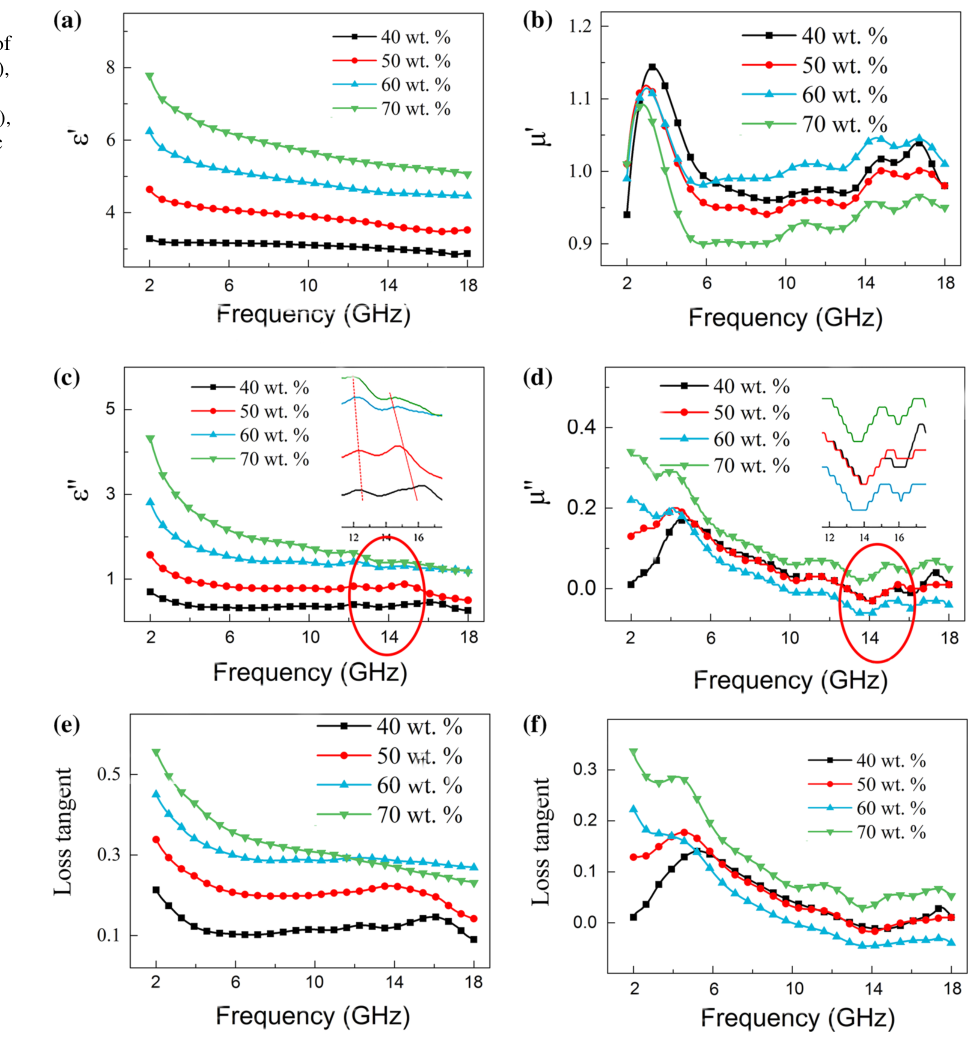 of
),
),
c
(a)
40 wt. %
50 wt. %
60 wt. %
70 wt. %
8
6
4
ε'
2 6 10 14 18
Frequency (GHz)
(b)
40 wt. %
50 wt. %
60 wt. %
70 wt. %
1.2
1.1
1.0
0.9
μ'
2 6 10 14 18
Frequency (GHz)
(c)
40 wt. %
50 wt. %
60 wt. %
70 wt. %
5
3
1
ε''
12 14 16
2 6 10 14 18
Frequency (GHz)
(d)
40 wt. %
50 wt. %
60 wt. %
70 wt. %
0.4
0.2
0.0
μ''
12 14 16
2 6 10 14 18
Frequency (GHz)
(e)
40 wt. %
50 wt. %
60 wt. %
70 wt. %
0.5
0.3
0.1
Loss tangent
2 6 10 14 18
Frequency (GHz)
(f)
40 wt. %
50 wt. %
60 wt. %
70 wt. %
0.3
0.2
0.1
0.0
Loss tangent
2 6 10 14 18
Frequency (GHz)